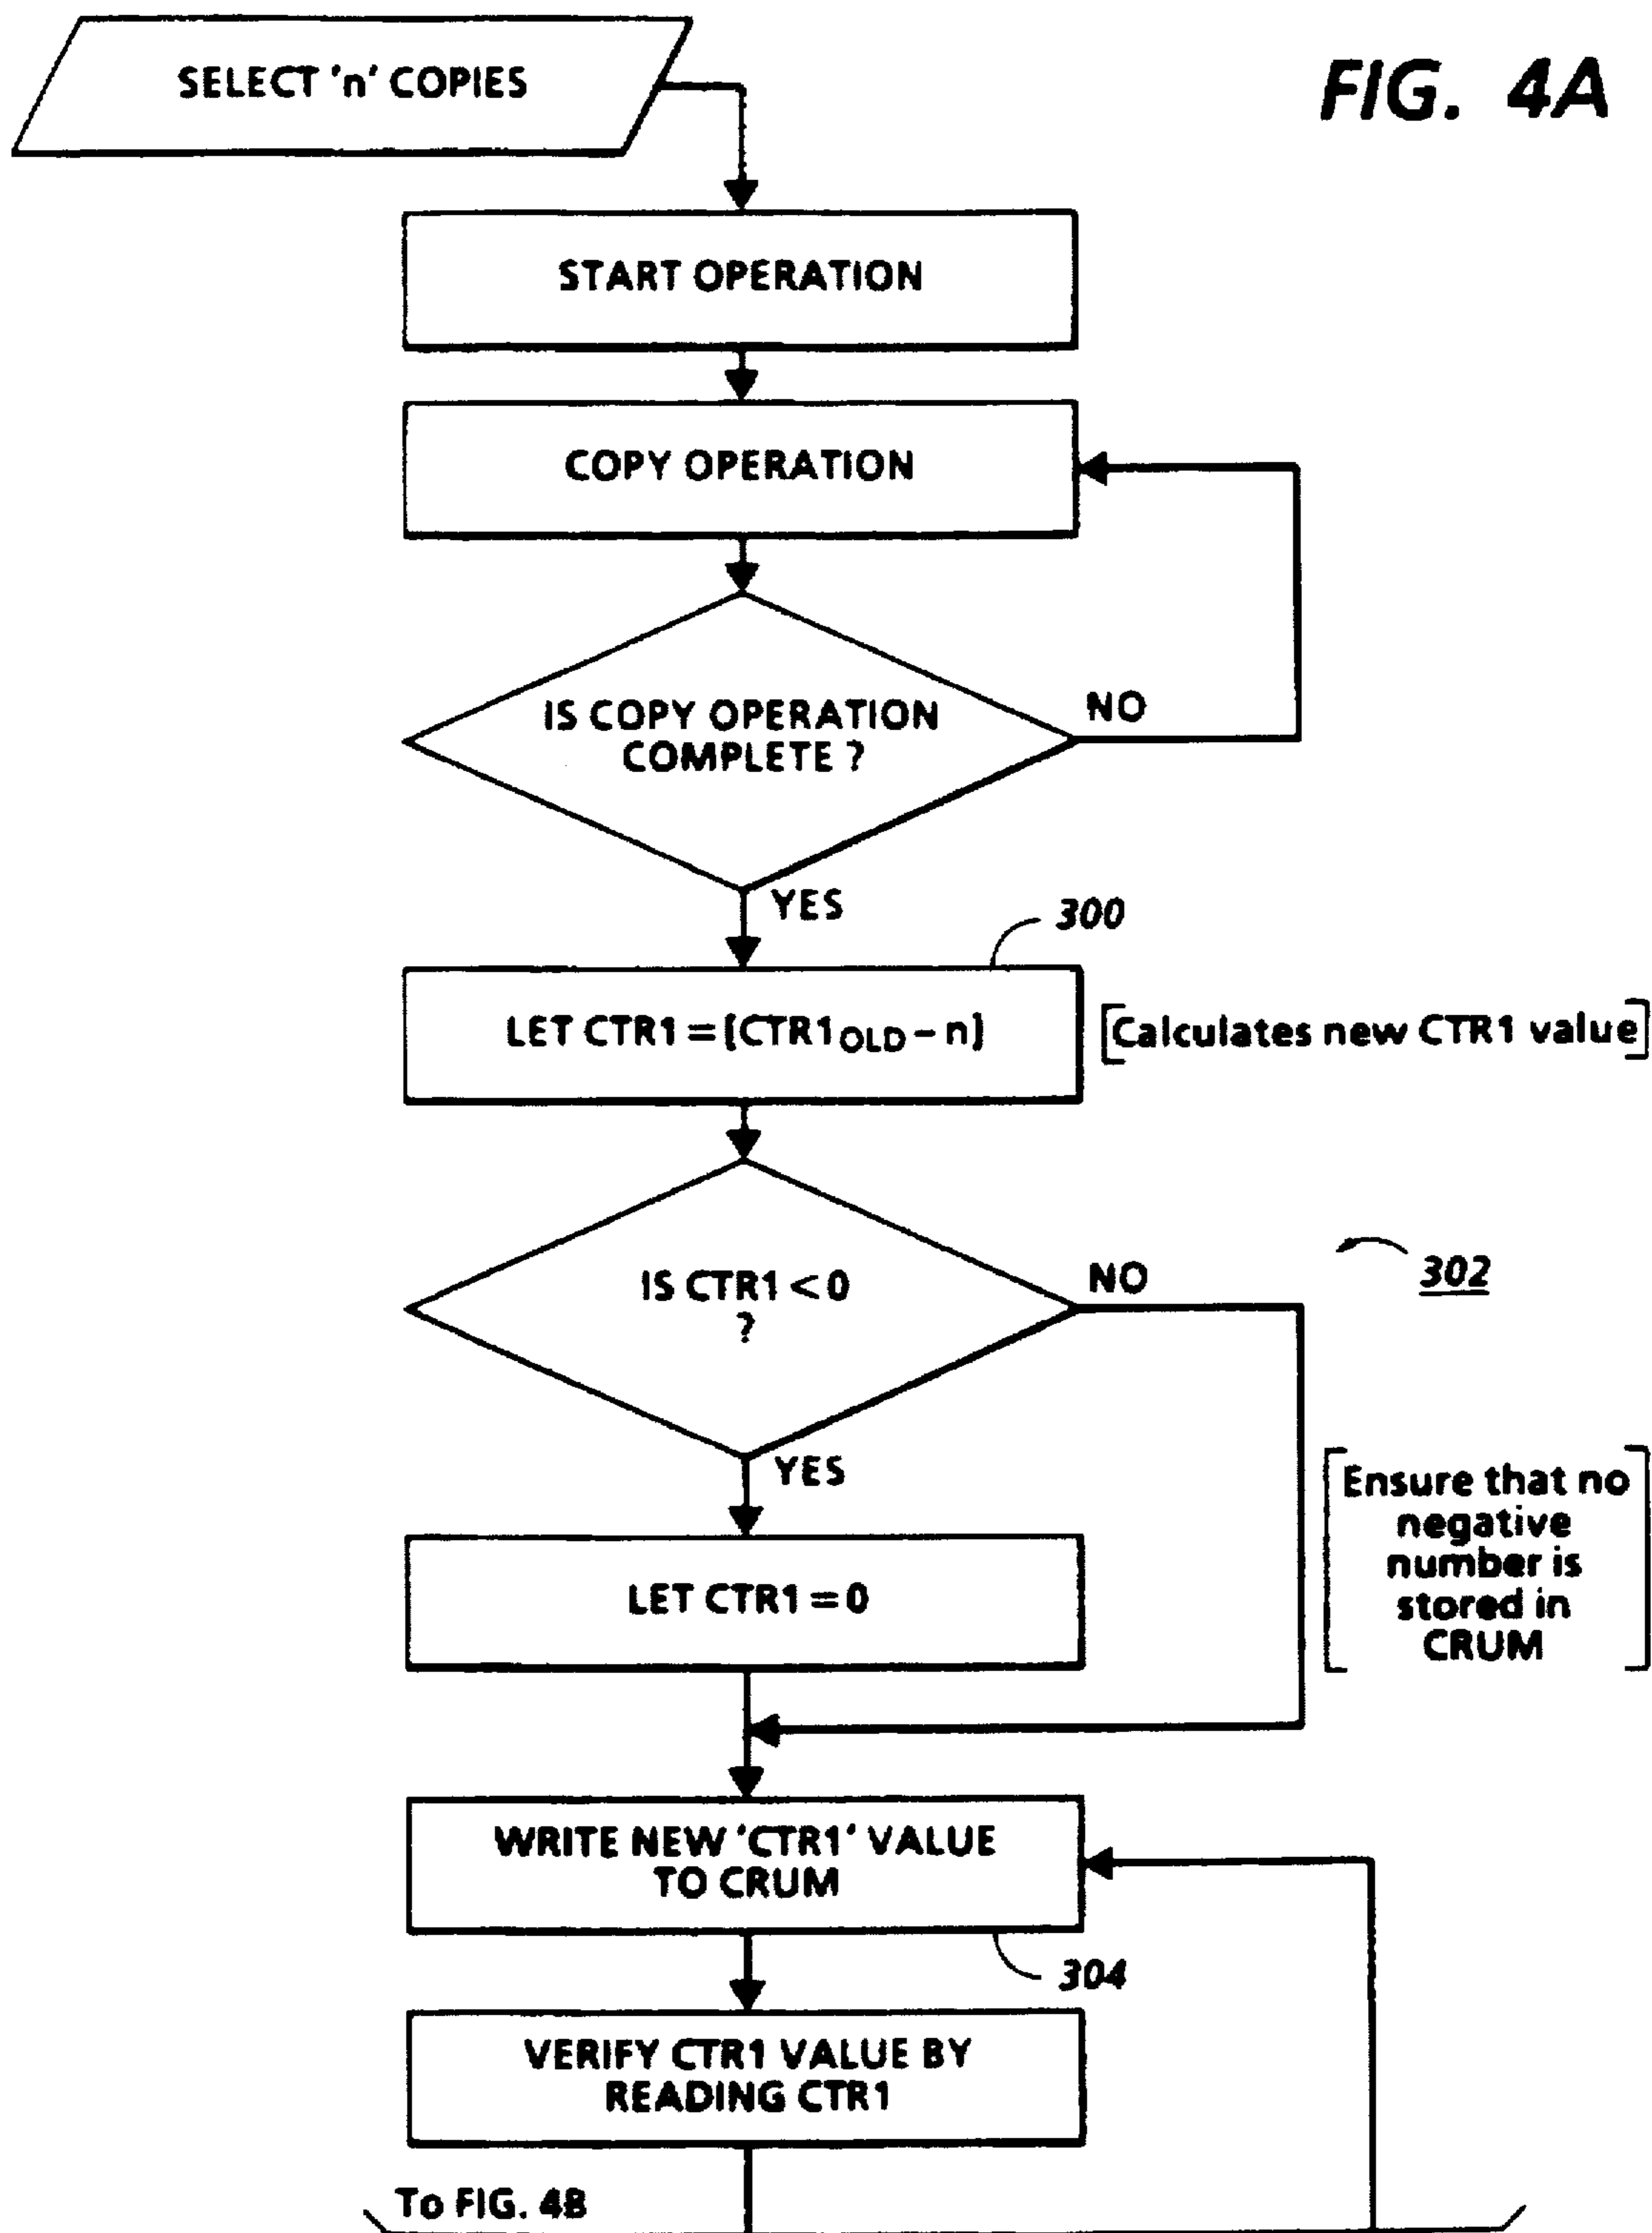 FIG. 4A
SELECT 'n' COPIES
START OPERATION
COPY OPERATION
IS COPY OPERATION
COMPLETE ?
NO
YES
300
LET CTR1 = [CTR1OLD – n]
[Calculates new CTR1 value]
IS CTR1 < 0
?
NO
302
YES
LET CTR1 = 0
Ensure that no
negative
number is
stored in
CRUM
WRITE NEW 'CTR1' VALUE
TO CRUM
304
VERIFY CTR1 VALUE BY
READING CTR1
To FIG. 4B